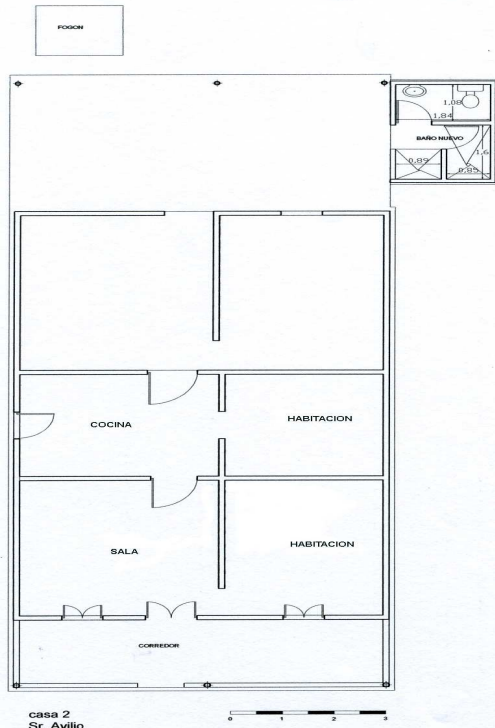 FOGON
1,08
1,84
BAÑO NUEVO
1,6
0,89
0,85
COCINA
HABITACION
SALA
HABITACION
CORREDOR
casa 2
Sr. Avilio
0 1 2 3